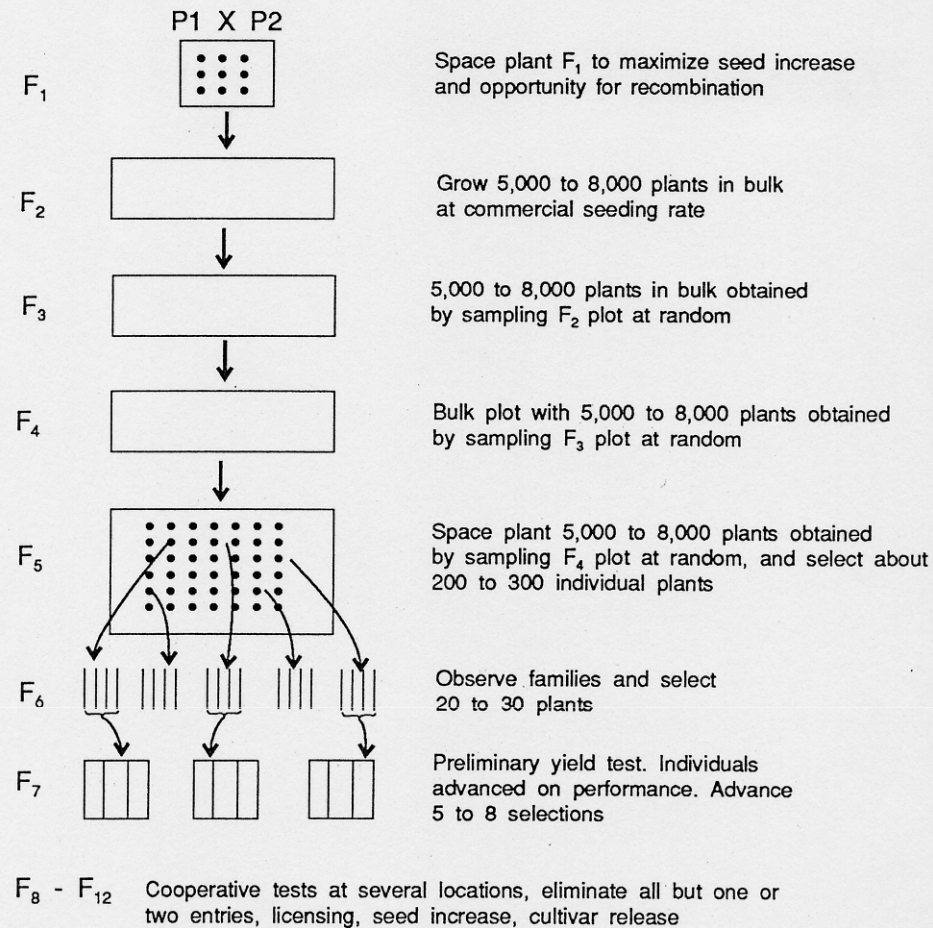 P1 X P2
F₁
Space plant F₁ to maximize seed increase
and opportunity for recombination
F₂
Grow 5,000 to 8,000 plants in bulk
at commercial seeding rate
F₃
5,000 to 8,000 plants in bulk obtained
by sampling F₂ plot at random
F₄
Bulk plot with 5,000 to 8,000 plants obtained
by sampling F₃ plot at random
F₅
Space plant 5,000 to 8,000 plants obtained
by sampling F₄ plot at random, and select about
200 to 300 individual plants
F₆
Observe families and select
20 to 30 plants
F₇
Preliminary yield test. Individuals
advanced on performance. Advance
5 to 8 selections
F₈ - F₁₂ Cooperative tests at several locations, eliminate all but one or
two entries, licensing, seed increase, cultivar release